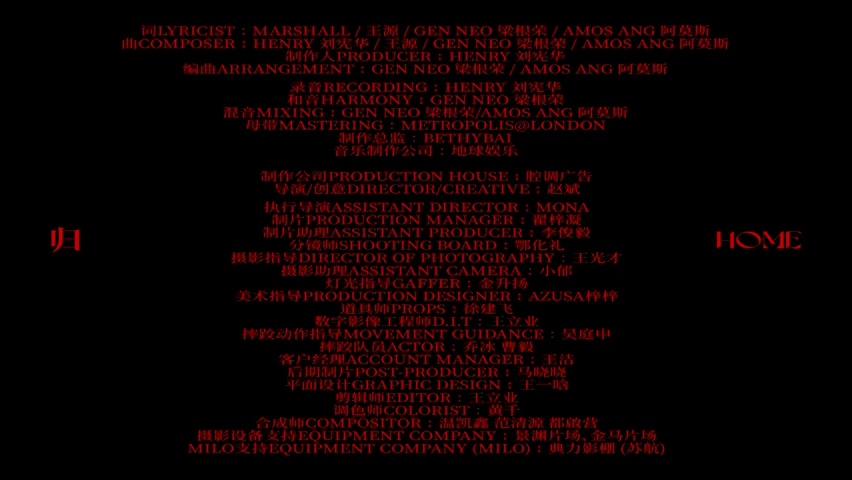 词LYRICIST : MARSHALL / 王源 / GEN NEO 梁根荣 / AMOS ANG 阿莫斯
曲COMPOSER : HENRY 刘宪华 / 王源 / GEN NEO 梁根荣 / AMOS ANG 阿莫斯
制作人PRODUCER : HENRY 刘宪华
编曲ARRANGEMENT : GEN NEO 梁根荣 / AMOS ANG 阿莫斯
录音RECORDING : HENRY 刘宪华
和音HARMONY : GEN NEO 梁根荣
混音MIXING : GEN NEO 梁根荣/AMOS ANG 阿莫斯
母带MASTERING : METROPOLIS@LONDON
制作总监 : BETHYBAI
音乐制作公司 : 地球娱乐
制作公司PRODUCTION HOUSE : 腔调广告
导演/创意DIRECTOR/CREATIVE : 赵斌
执行导演ASSISTANT DIRECTOR : MONA
制片PRODUCTION MANAGER : 翟梓凝
制片助理ASSISTANT PRODUCER : 李俊毅
分镜师SHOOTING BOARD : 鄂化礼
摄影指导DIRECTOR OF PHOTOGRAPHY : 王光才
摄影助理ASSISTANT CAMERA : 小郁
灯光指导GAFFER : 金升扬
美术指导PRODUCTION DESIGNER : AZUSA梓梓
道具师PROPS : 徐建飞
数字影像工程师D.I.T : 王立业
摔跤动作指导MOVEMENT GUIDANCE : 吴庭中
摔跤队员ACTOR : 乔冰 曹毅
客户经理ACCOUNT MANAGER : 王洁
后期制片POST-PRODUCER : 马晓晓
平面设计GRAPHIC DESIGN : 王一晗
剪辑师EDITOR : 王立业
调色师COLORIST : 黄千
合成师COMPOSITOR : 温凯鑫 范清源 都啟营
摄影设备支持EQUIPMENT COMPANY : 景渊片场、金马片场
MILO支持EQUIPMENT COMPANY (MILO) : 典力影棚 (苏航)
归
HOME